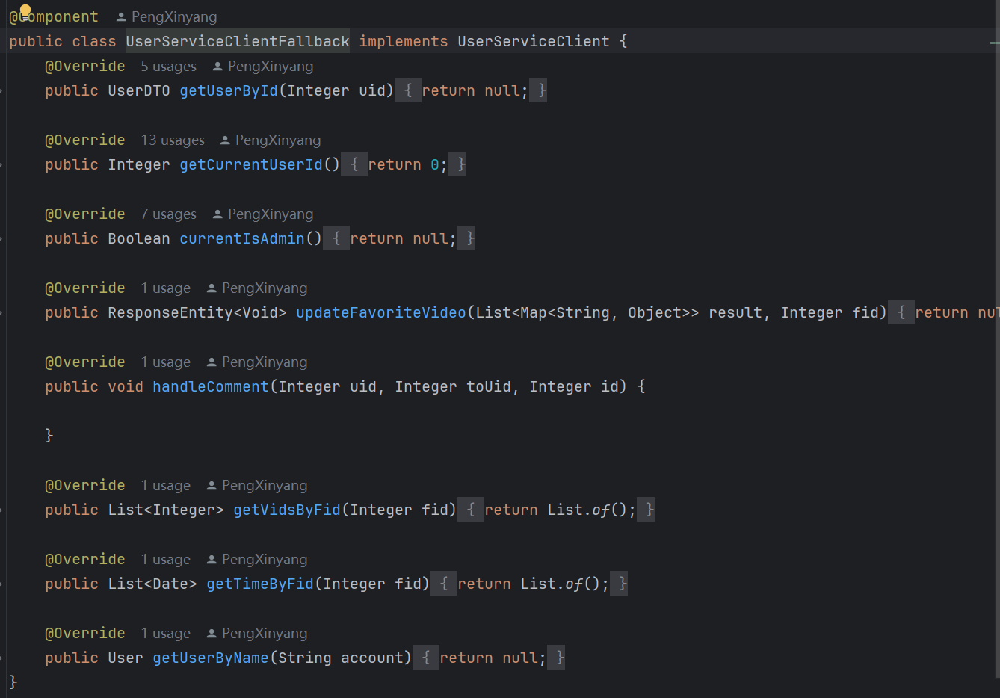 @Component PengXinyang
public class UserServiceClientFallback implements UserServiceClient {
@Override 5 usages PengXinyang
public UserDTO getUserById(Integer uid) { return null; }
@Override 13 usages PengXinyang
public Integer getCurrentUserId() { return 0; }
@Override 7 usages PengXinyang
public Boolean currentIsAdmin() { return null; }
@Override 1 usage PengXinyang
public ResponseEntity<Void> updateFavoriteVideo(List<Map<String, Object>> result, Integer fid) { return nul
@Override 1 usage PengXinyang
public void handleComment(Integer uid, Integer toUid, Integer id) {
}
@Override 1 usage PengXinyang
public List<Integer> getVidsByFid(Integer fid) { return List.of(); }
@Override 1 usage PengXinyang
public List<Date> getTimeByFid(Integer fid) { return List.of(); }
@Override 1 usage PengXinyang
public User getUserByName(String account) { return null; }
}